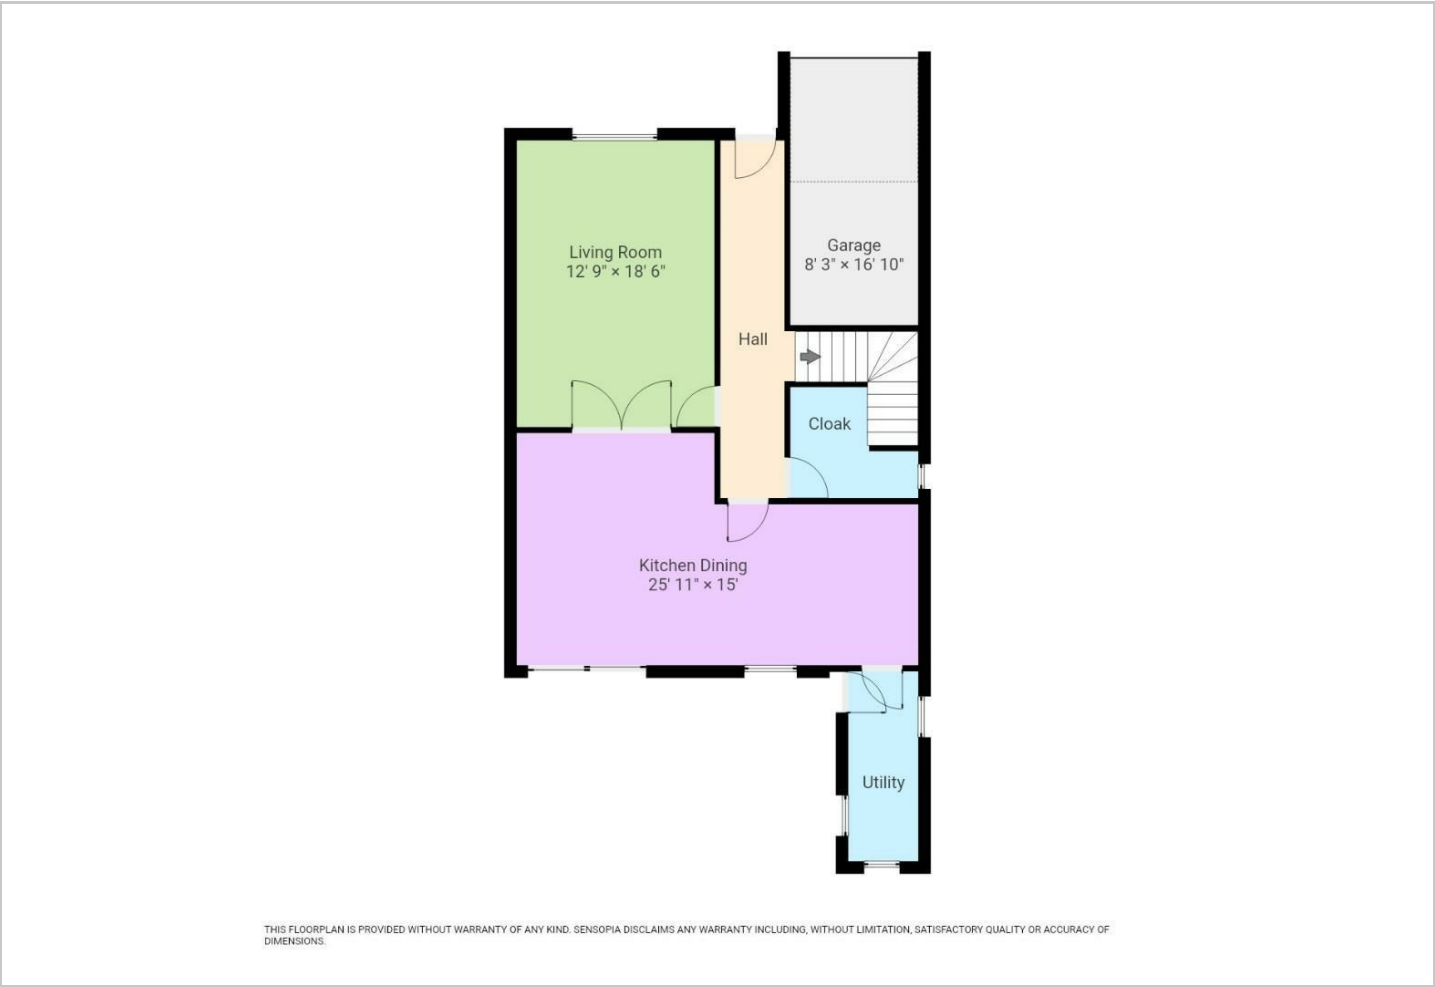 Living Room
12' 9" × 18' 6"
Garage
8' 3" × 16' 10"
Hall
Cloak
Kitchen Dining
25' 11" × 15'
Utility
THIS FLOORPLAN IS PROVIDED WITHOUT WARRANTY OF ANY KIND. SENSOPIA DISCLAIMS ANY WARRANTY INCLUDING, WITHOUT LIMITATION, SATISFACTORY QUALITY OR ACCURACY OF
DIMENSIONS.